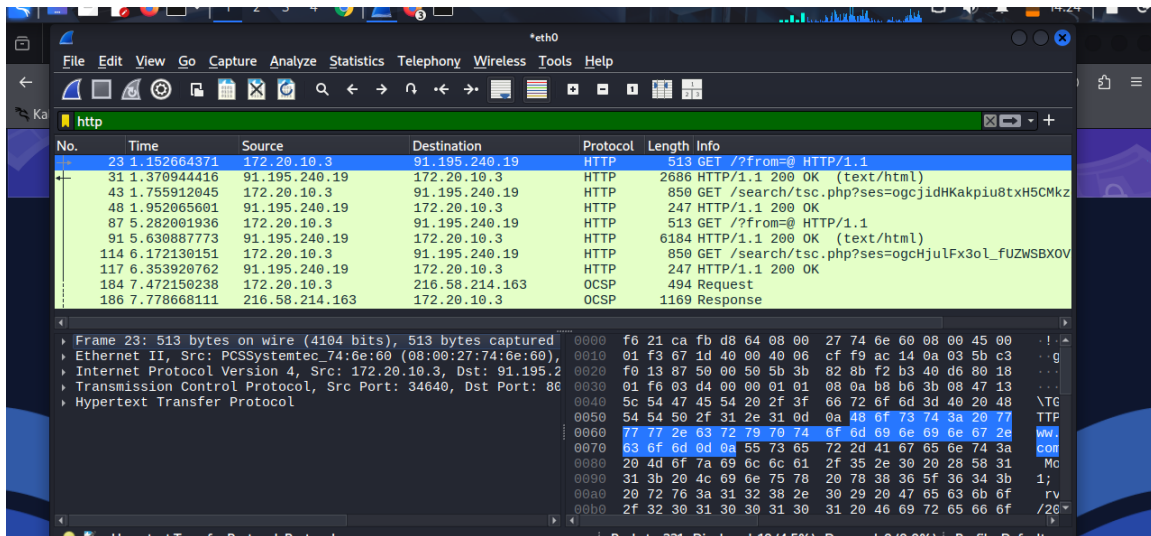 1 2 3 4 14:24
*eth0
File Edit View Go Capture Analyze Statistics Telephony Wireless Tools Help
Ka
http
No. Time Source Destination Protocol Length Info
23 1.152664371 172.20.10.3 91.195.240.19 HTTP 513 GET /?from=@ HTTP/1.1
31 1.370944416 91.195.240.19 172.20.10.3 HTTP 2686 HTTP/1.1 200 OK (text/html)
43 1.755912045 172.20.10.3 91.195.240.19 HTTP 850 GET /search/tsc.php?ses=ogcjidHKakpiu8txH5CMkz
48 1.952065601 91.195.240.19 172.20.10.3 HTTP 247 HTTP/1.1 200 OK
87 5.282001936 172.20.10.3 91.195.240.19 HTTP 513 GET /?from=@ HTTP/1.1
91 5.630887773 91.195.240.19 172.20.10.3 HTTP 6184 HTTP/1.1 200 OK (text/html)
114 6.172130151 172.20.10.3 91.195.240.19 HTTP 850 GET /search/tsc.php?ses=ogcHjulFx3ol_fUZWSBXOV
117 6.353920762 91.195.240.19 172.20.10.3 HTTP 247 HTTP/1.1 200 OK
184 7.472150238 172.20.10.3 216.58.214.163 OCSP 494 Request
186 7.778668111 216.58.214.163 172.20.10.3 OCSP 1169 Response
Frame 23: 513 bytes on wire (4104 bits), 513 bytes captured
Ethernet II, Src: PCSSystemtec_74:6e:60 (08:00:27:74:6e:60),
Internet Protocol Version 4, Src: 172.20.10.3, Dst: 91.195.2
Transmission Control Protocol, Src Port: 34640, Dst Port: 80
Hypertext Transfer Protocol
0000 f6 21 ca fb d8 64 08 00 27 74 6e 60 08 00 45 00 ·!·
0010 01 f3 67 1d 40 00 40 06 cf f9 ac 14 0a 03 5b c3 ··g
0020 f0 13 87 50 00 50 5b 3b 82 8b f2 b3 40 d6 80 18 ···
0030 01 f6 03 d4 00 00 01 01 08 0a b8 b6 3b 08 47 13 ···
0040 5c 54 47 45 54 20 2f 3f 66 72 6f 6d 3d 40 20 48 \TG
0050 54 54 50 2f 31 2e 31 0d 0a 48 6f 73 74 3a 20 77 TTP
0060 77 77 2e 63 72 79 70 74 6f 6d 69 6e 69 6e 67 2e ww.
0070 63 6f 6d 0d 0a 55 73 65 72 2d 41 67 65 6e 74 3a com
0080 20 4d 6f 7a 69 6c 6c 61 2f 35 2e 30 20 28 58 31 Mo
0090 31 3b 20 4c 69 6e 75 78 20 78 38 36 5f 36 34 3b 1;
00a0 20 72 76 3a 31 32 38 2e 30 29 20 47 65 63 6b 6f rv
00b0 2f 32 30 31 30 30 31 30 31 20 46 69 72 65 66 6f /20